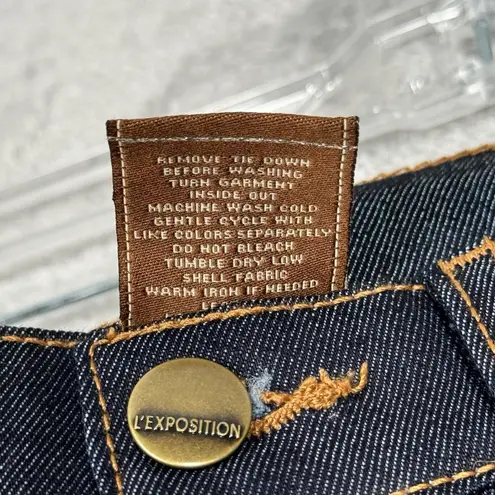 REMOVE TIE DOWN
BEFORE WASHING
TURN GARMENT
INSIDE OUT
MACHINE WASH COLD
GENTLE CYCLE WITH
LIKE COLORS SEPARATELY
DO NOT BLEACH
TUMBLE DRY LOW
SHELL FABRIC
WARM IRON IF NEEDED
L'EXPOSITION